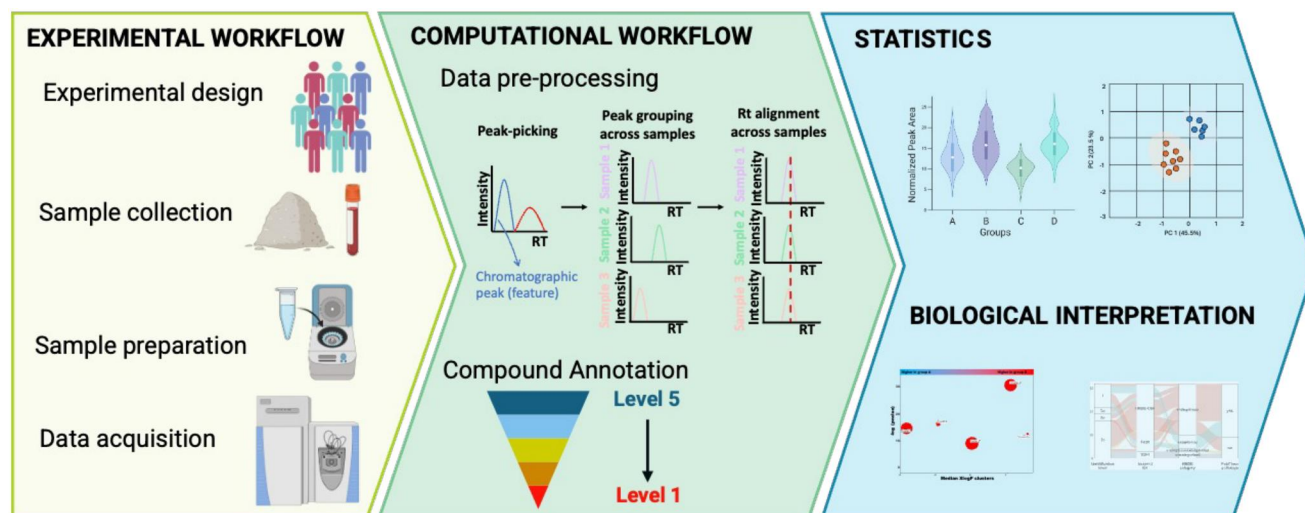 EXPERIMENTAL WORKFLOW
Experimental design
Sample collection
Sample preparation
Data acquisition
COMPUTATIONAL WORKFLOW
Data pre-processing
Peak-picking
Intensity
RT
Chromatographic
peak (feature)
Peak grouping
across samples
Sample 1
Intensity
RT
Sample 2
Intensity
RT
Sample 3
Intensity
RT
Rt alignment
across samples
Sample 1
Intensity
RT
Sample 2
Intensity
RT
Sample 3
Intensity
RT
Compound Annotation
Level 5
Level 1
STATISTICS
Normalized Peak Area
30
25
20
15
10
0
A
B
C
D
Groups
PC 2(23.5 %)
2
1
0
-1
-2
-3
-2
-1
0
1
2
PC 1 (45.5%)
BIOLOGICAL INTERPRETATION
Median XlogP clusters